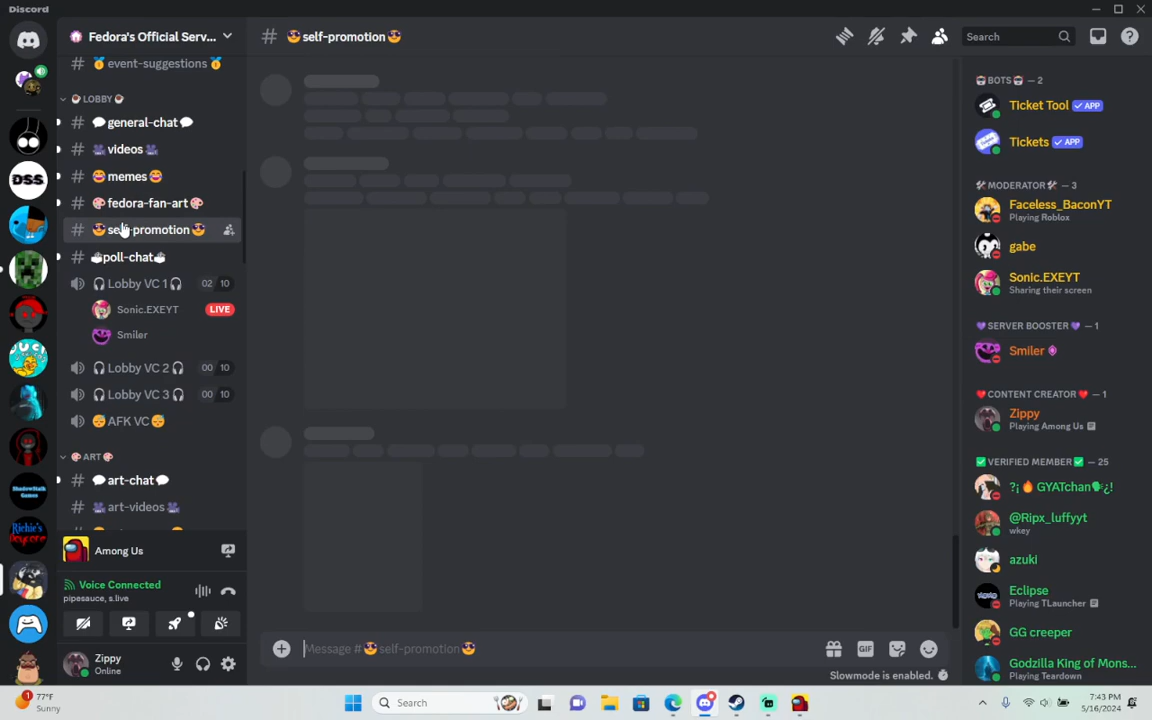 Discord
Fedora's Official Serv...
# 😎self-promotion😎
Search
# 🏅event-suggestions🏅
☕LOBBY☕
# 💬general-chat💬
# 🎥videos🎥
# 😂memes😂
# 🎨fedora-fan-art🎨
# 😎self-promotion😎
# 🗳poll-chat🗳
🎧Lobby VC 1🎧 02 10
Sonic.EXEYT LIVE
Smiler
🎧Lobby VC 2🎧 00 10
🎧Lobby VC 3🎧 00 10
😴AFK VC😴
🎨ART🎨
# 💬art-chat💬
# 🎥art-videos🎥
DSS
ShadowStalk
Games
Richie's
Among Us
Voice Connected
pipesauce, s.live
Zippy
Online
Message #😎self-promotion😎
GIF
Slowmode is enabled.
BOTS — 2
Ticket Tool ✓ APP
Tickets ✓ APP
🛠MODERATOR🛠 — 3
Faceless_BaconYT
Playing Roblox
gabe
Sonic.EXEYT
Sharing their screen
💜SERVER BOOSTER💜 — 1
Smiler
❤CONTENT CREATOR❤ — 1
Zippy
Playing Among Us
✅VERIFIED MEMBER✅ — 25
?¡🔥GYATchan🗣¿!
@Ripx_luffyyt
wkey
azuki
Eclipse
Playing TLauncher
GG creeper
Godzilla King of Mons...
Playing Teardown
1
77°F
Sunny
Search
7:43 PM
5/16/2024